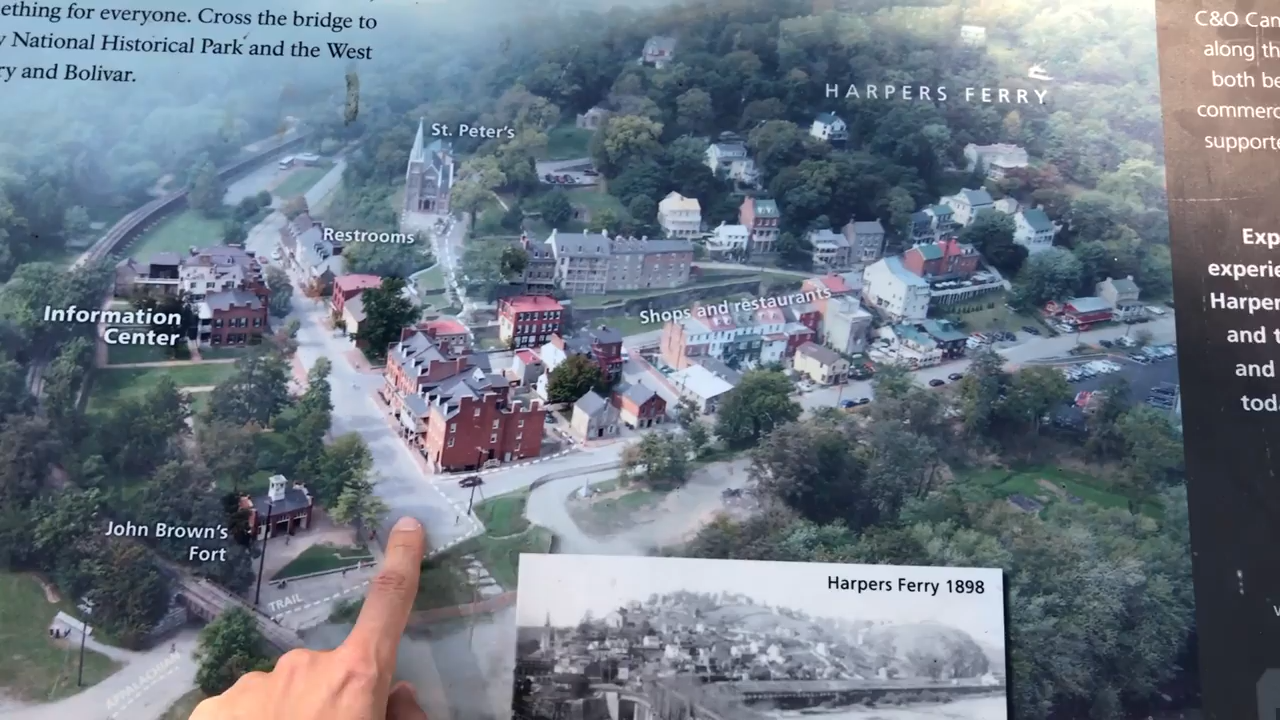 ething for everyone. Cross the bridge to
y National Historical Park and the West
ry and Bolivar.
C&O Can
along th
both be
commerc
supporte
HARPERS FERRY
St. Peter's
Restrooms
Information
Center
Shops and restaurants
Exp
experie
Harper
and t
and
tod
John Brown's
Fort
TRAIL
APPALACHIAN
Harpers Ferry 1898